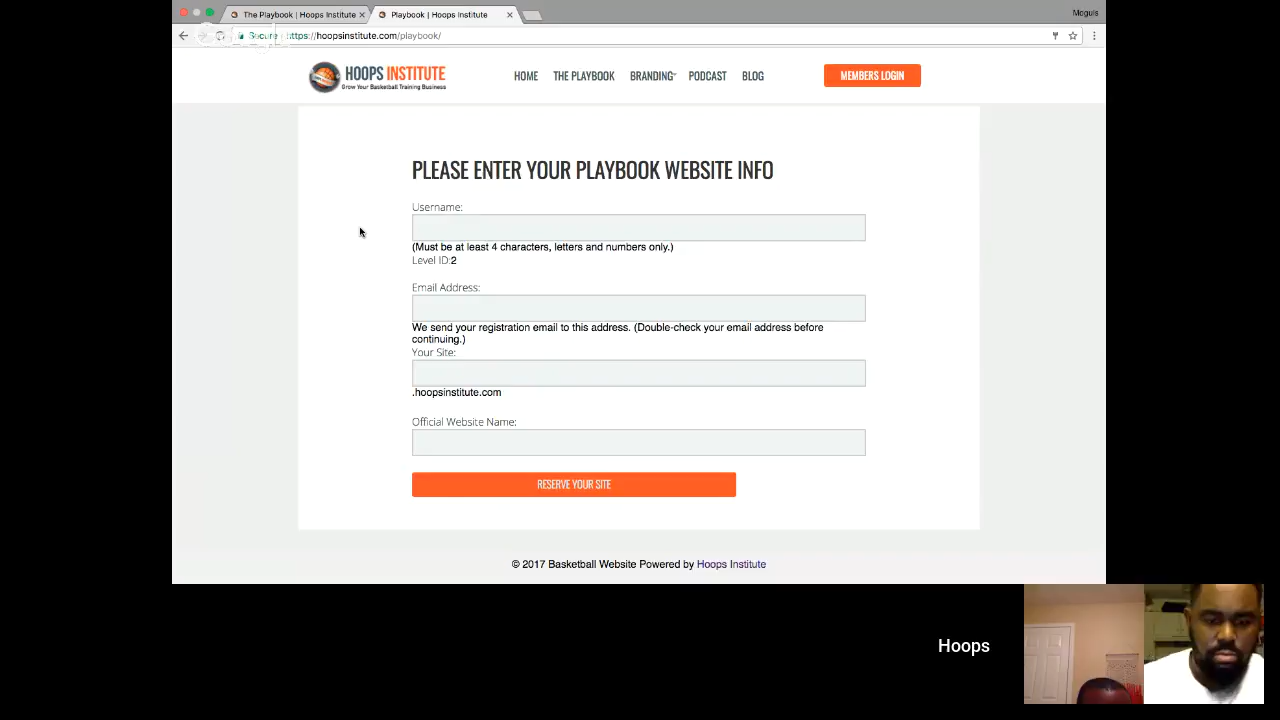 The Playbook | Hoops Institute
Playbook | Hoops Institute
Moguls
Secure
https://hoopsinstitute.com/playbook/
HOOPS INSTITUTE
Grow Your Basketball Training Business
HOME
THE PLAYBOOK
BRANDING
PODCAST
BLOG
MEMBERS LOGIN
PLEASE ENTER YOUR PLAYBOOK WEBSITE INFO
Username:
(Must be at least 4 characters, letters and numbers only.)
Level ID:2
Email Address:
We send your registration email to this address. (Double-check your email address before
continuing.)
Your Site:
.hoopsinstitute.com
Official Website Name:
RESERVE YOUR SITE
© 2017 Basketball Website Powered by Hoops Institute
Hoops